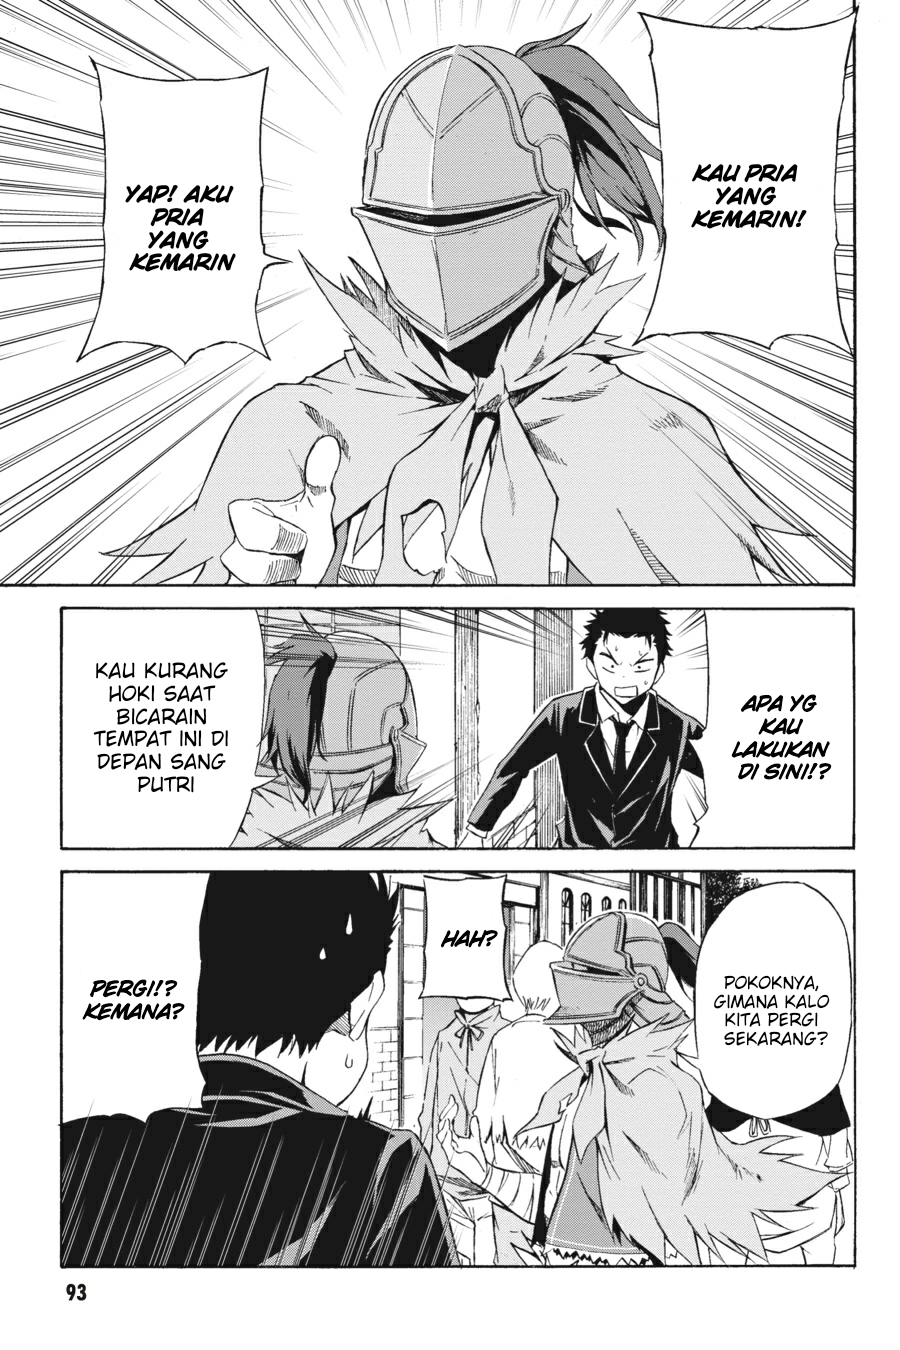 KAU PRIA
YANG
KEMARIN!
YAP! AKU
PRIA
YANG
KEMARIN
APA YG
KAU
LAKUKAN
DI SINI!?
KAU KURANG
HOKI SAAT
BICARAIN
TEMPAT INI DI
DEPAN SANG
PUTRI
POKOKNYA,
GIMANA KALO
KITA PERGI
SEKARANG?
HAH?
PERGI!?
KEMANA?
93